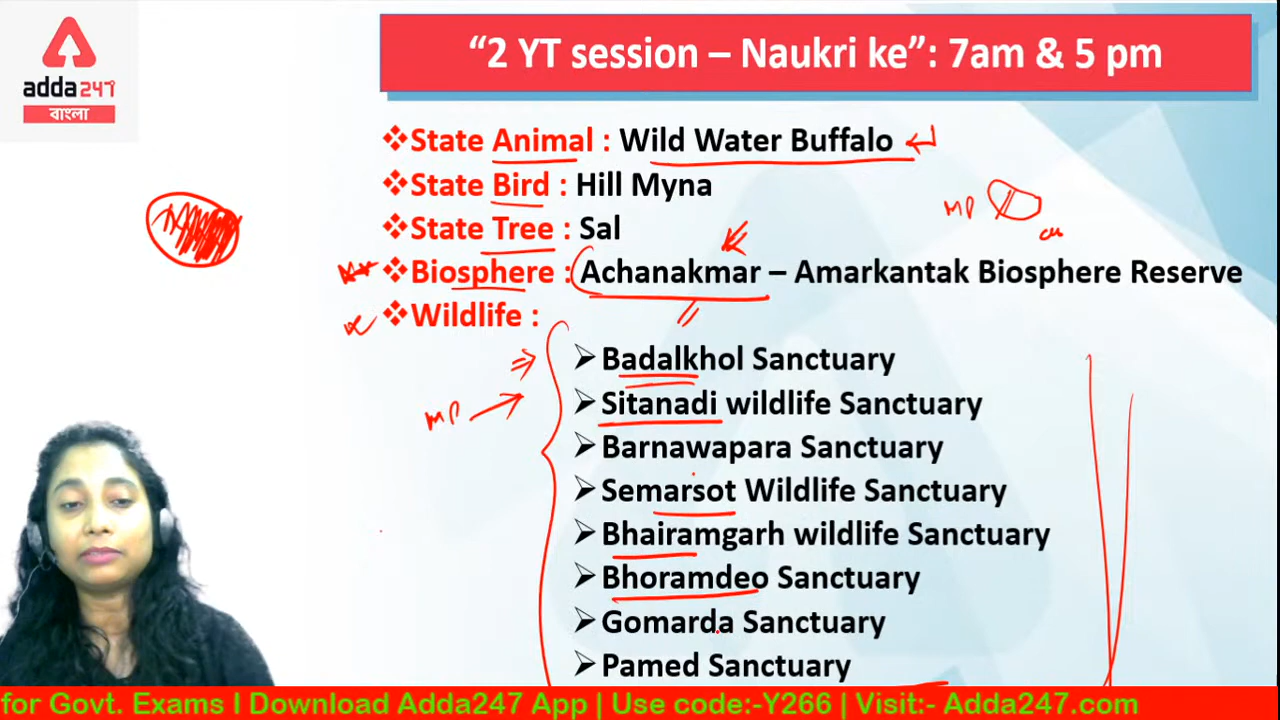 adda247
বাংলা
“2 YT session – Naukri ke”: 7am & 5 pm
State Animal : Wild Water Buffalo
State Bird : Hill Myna
MP
State Tree : Sal
Biosphere : Achanakmar – Amarkantak Biosphere Reserve
Wildlife :
Badalkhol Sanctuary
MP
Sitanadi wildlife Sanctuary
Barnawapara Sanctuary
Semarsot Wildlife Sanctuary
Bhairamgarh wildlife Sanctuary
Bhoramdeo Sanctuary
Gomarda Sanctuary
Pamed Sanctuary
for Govt. Exams I Download Adda247 App | Use code:-Y266 | Visit:- Adda247.com